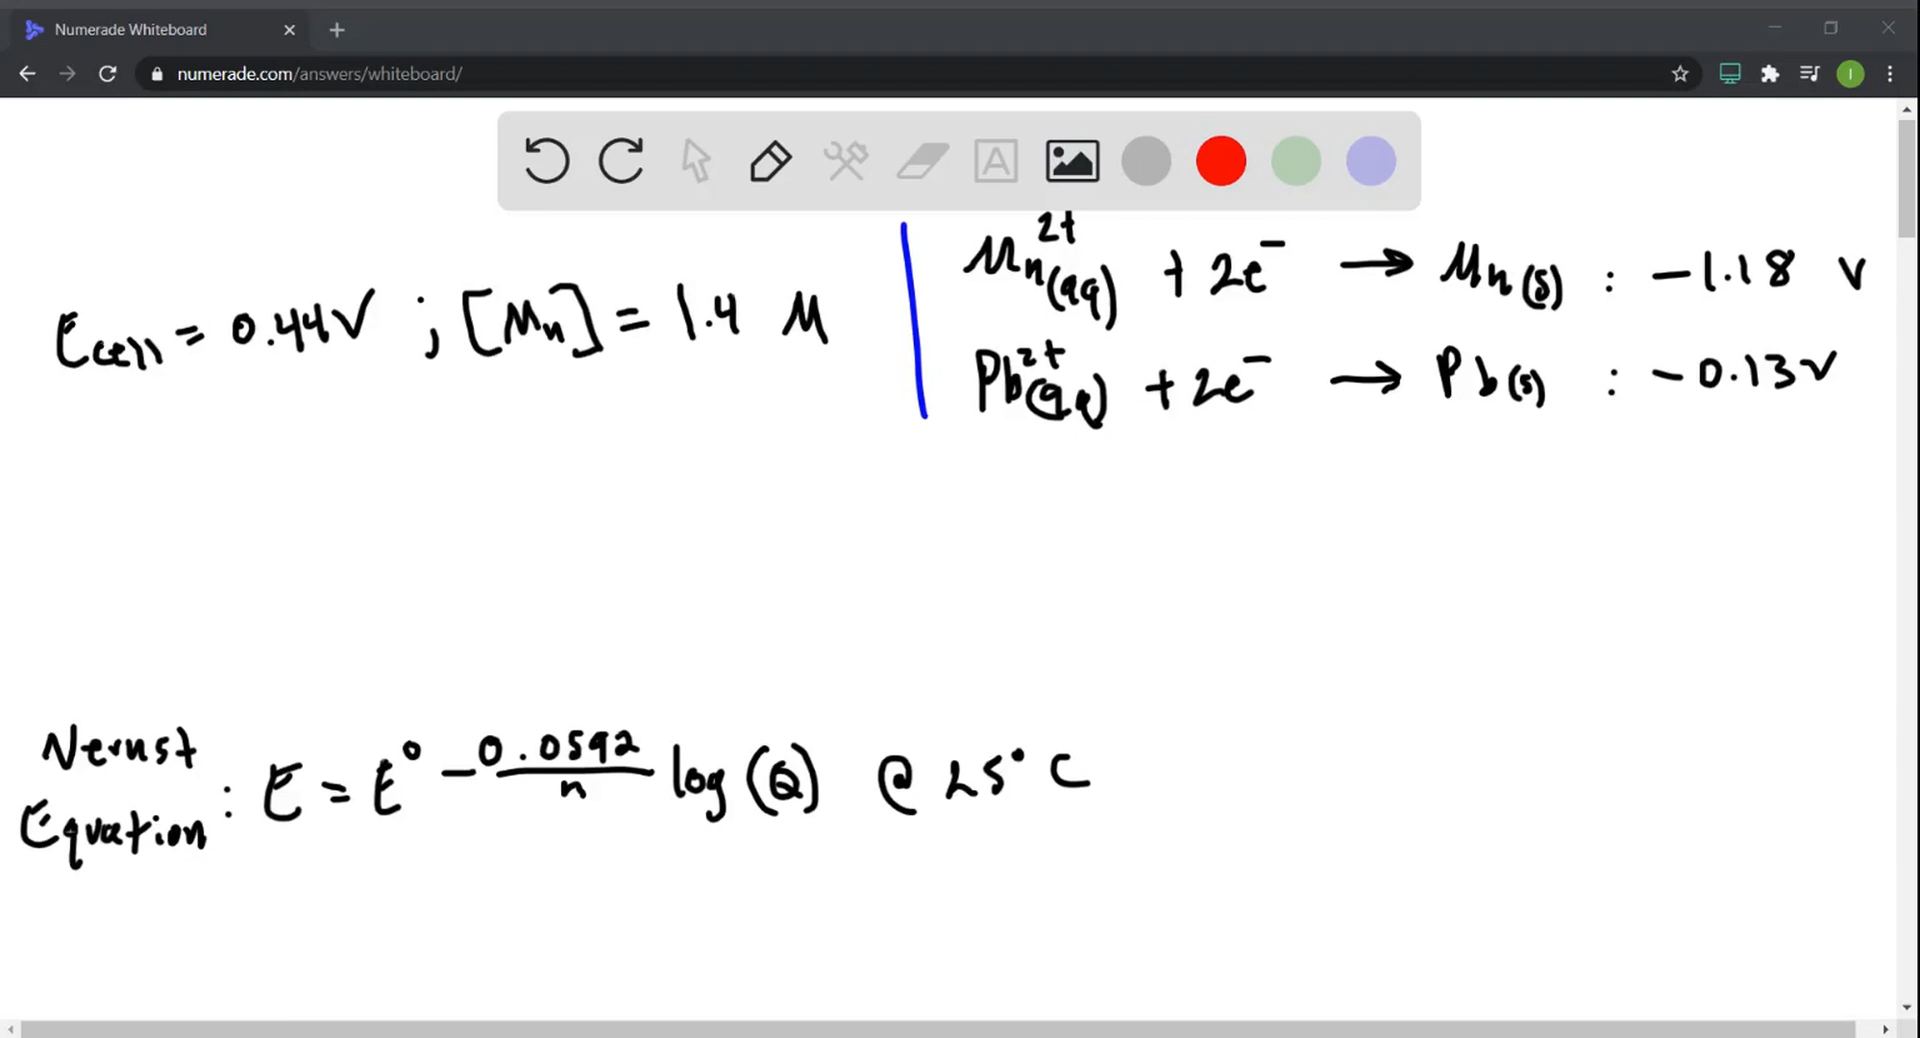 Numerade Whiteboard
numerade.com/answers/whiteboard/
I
A
E cell = 0.44V ; [Mn] = 1.4 M
Mn²⁺(aq) + 2e⁻ → Mn(s) : -1.18 V
Pb²⁺(aq) + 2e⁻ → Pb(s) : -0.13V
Nernst Equation : E = E° - 0.0592/n log (Q) @ 25° C